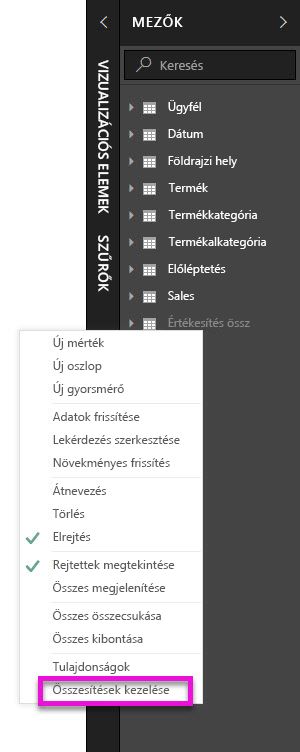 MEZŐK
Keresés
VIZUALIZÁCIÓS ELEMEK
SZŰRŐK
Ügyfél
Dátum
Földrajzi hely
Termék
Termékkategória
Termékalkategória
Előléptetés
Sales
Értékesítés össz
Új mérték
Új oszlop
Új gyorsmérő
Adatok frissítése
Lekérdezés szerkesztése
Növekményes frissítés
Átnevezés
Törlés
Elrejtés
Rejtettek megtekintése
Összes megjelenítése
Összes összecsukása
Összes kibontása
Tulajdonságok
Összesítések kezelése